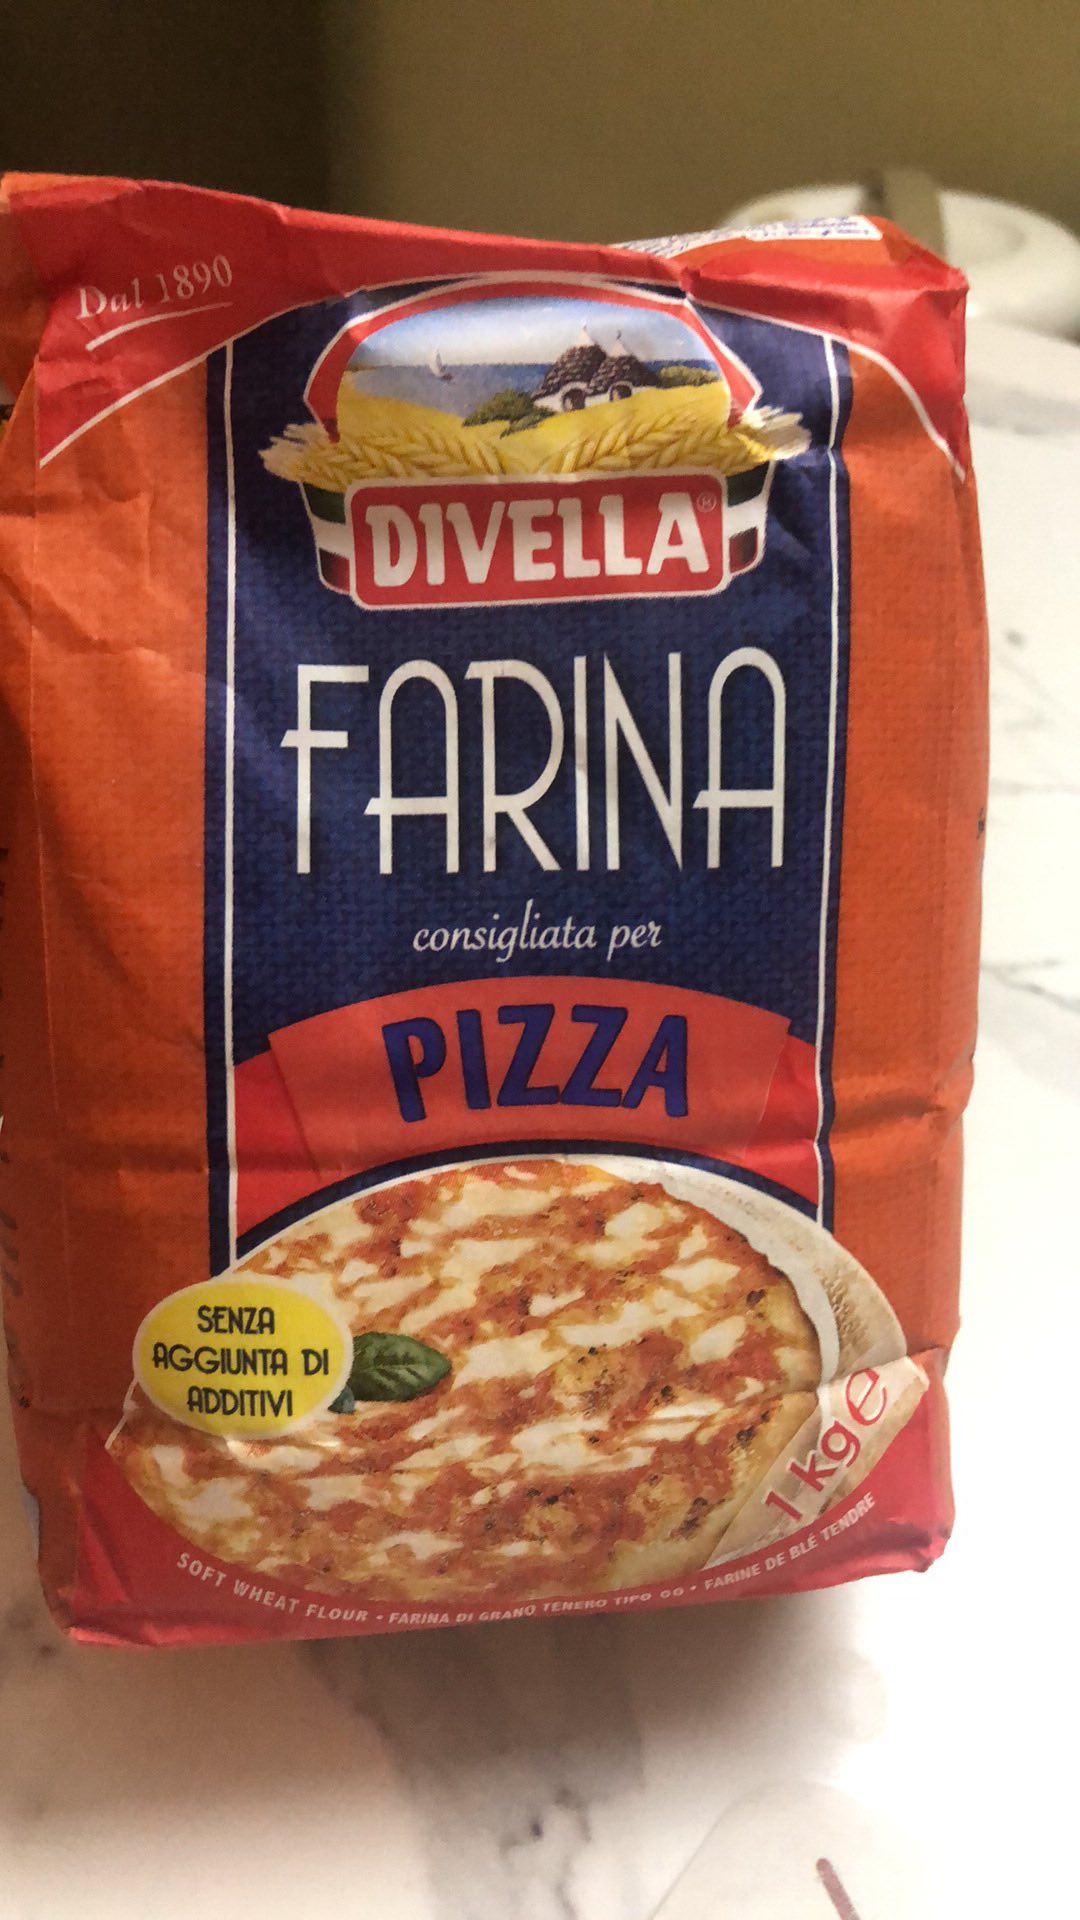 Dal 1890
DIVELLA®
FARINA
consigliata per
PIZZA
SENZA
AGGIUNTA DI
ADDITIVI
1 kg e
SOFT WHEAT FLOUR • FARINA DI GRANO TENERO TIPO 00 • FARINE DE BLÉ TENDRE